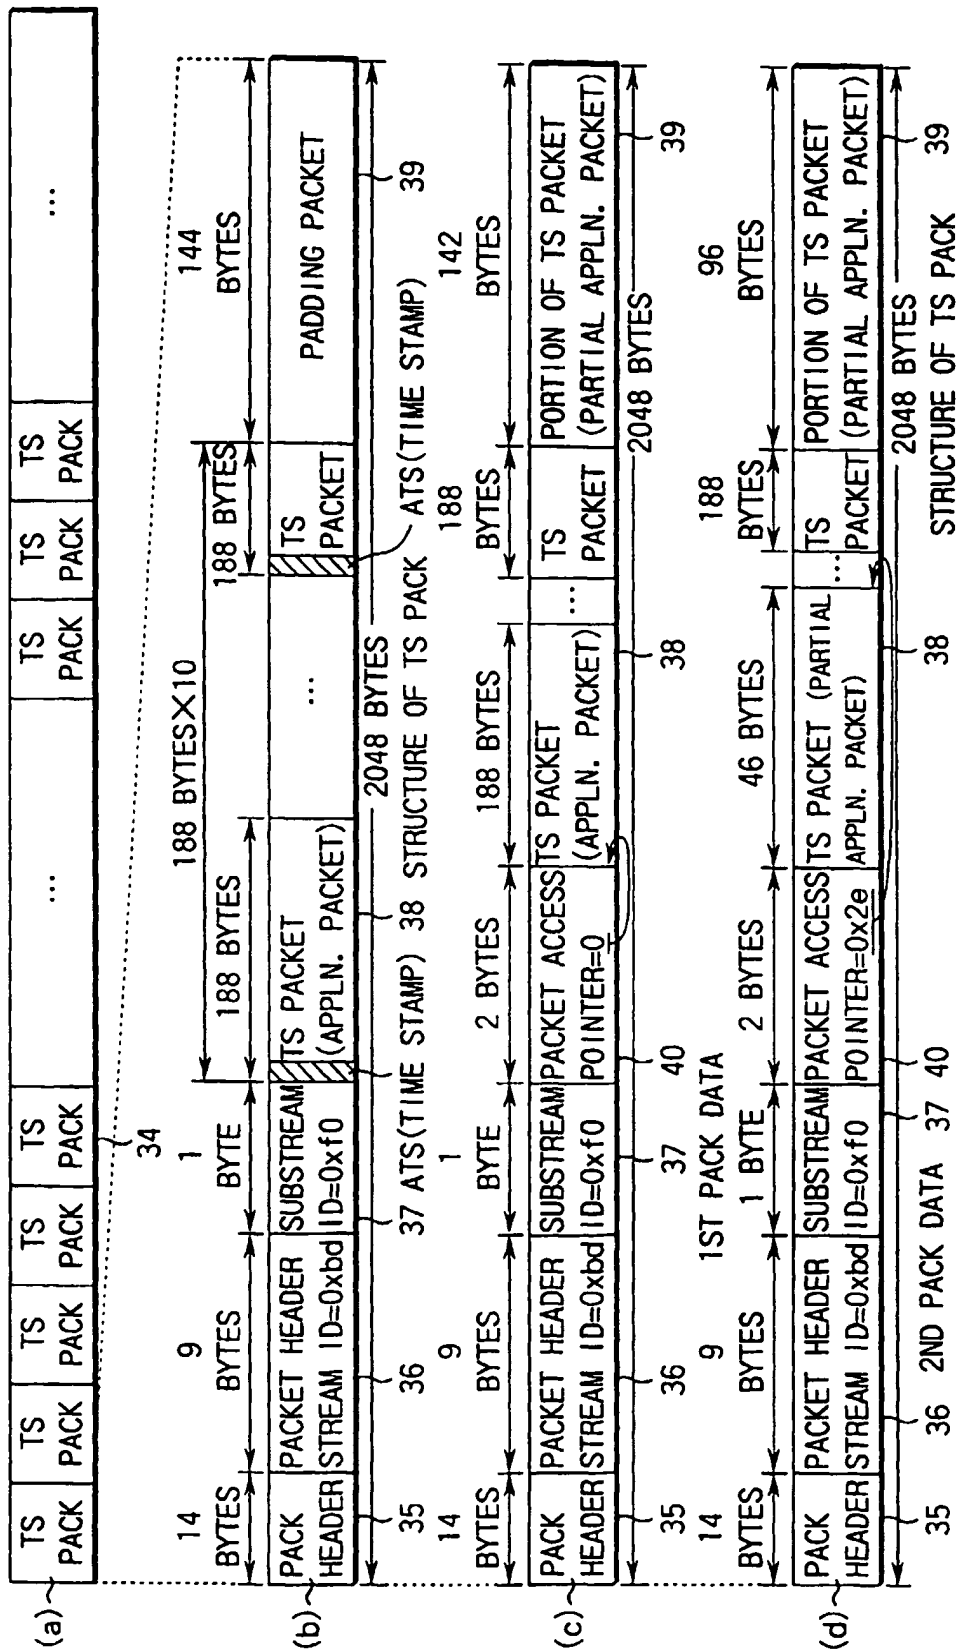 (a)
TS
PACK
TS
PACK
TS
PACK
TS
PACK
TS
PACK
34
...
TS
PACK
TS
PACK
TS
PACK
...
14
BYTES
9
BYTES
1
BYTE
188 BYTES×10
188 BYTES
188 BYTES
144
BYTES
(b)
PACK
HEADER
PACKET HEADER
STREAM ID=0xbd
SUBSTREAM
ID=0xf0
TS PACKET
(APPLN. PACKET)
...
TS
PACKET
PADDING PACKET
2048 BYTES
35
36
37
ATS(TIME STAMP)
38
STRUCTURE OF TS PACK
ATS(TIME STAMP)
39
14
BYTES
9
BYTES
1
BYTE
2 BYTES
188 BYTES
188
BYTES
142
BYTES
(c)
PACK
HEADER
PACKET HEADER
STREAM ID=0xbd
SUBSTREAM
ID=0xf0
PACKET ACCESS
POINTER=0
TS PACKET
(APPLN. PACKET)
...
TS
PACKET
PORTION OF TS PACKET
(PARTIAL APPLN. PACKET)
35
36
37
40
38
2048 BYTES
39
1ST PACK DATA
14
BYTES
9
BYTES
1 BYTE
2 BYTES
46 BYTES
188
BYTES
96
BYTES
(d)
PACK
HEADER
PACKET HEADER
STREAM ID=0xbd
SUBSTREAM
ID=0xf0
PACKET ACCESS
POINTER=0x2e
TS PACKET (PARTIAL
APPLN. PACKET)
...
TS
PACKET
PORTION OF TS PACKET
(PARTIAL APPLN. PACKET)
2048 BYTES
35
36
2ND PACK DATA
37
40
38
STRUCTURE OF TS PACK
39